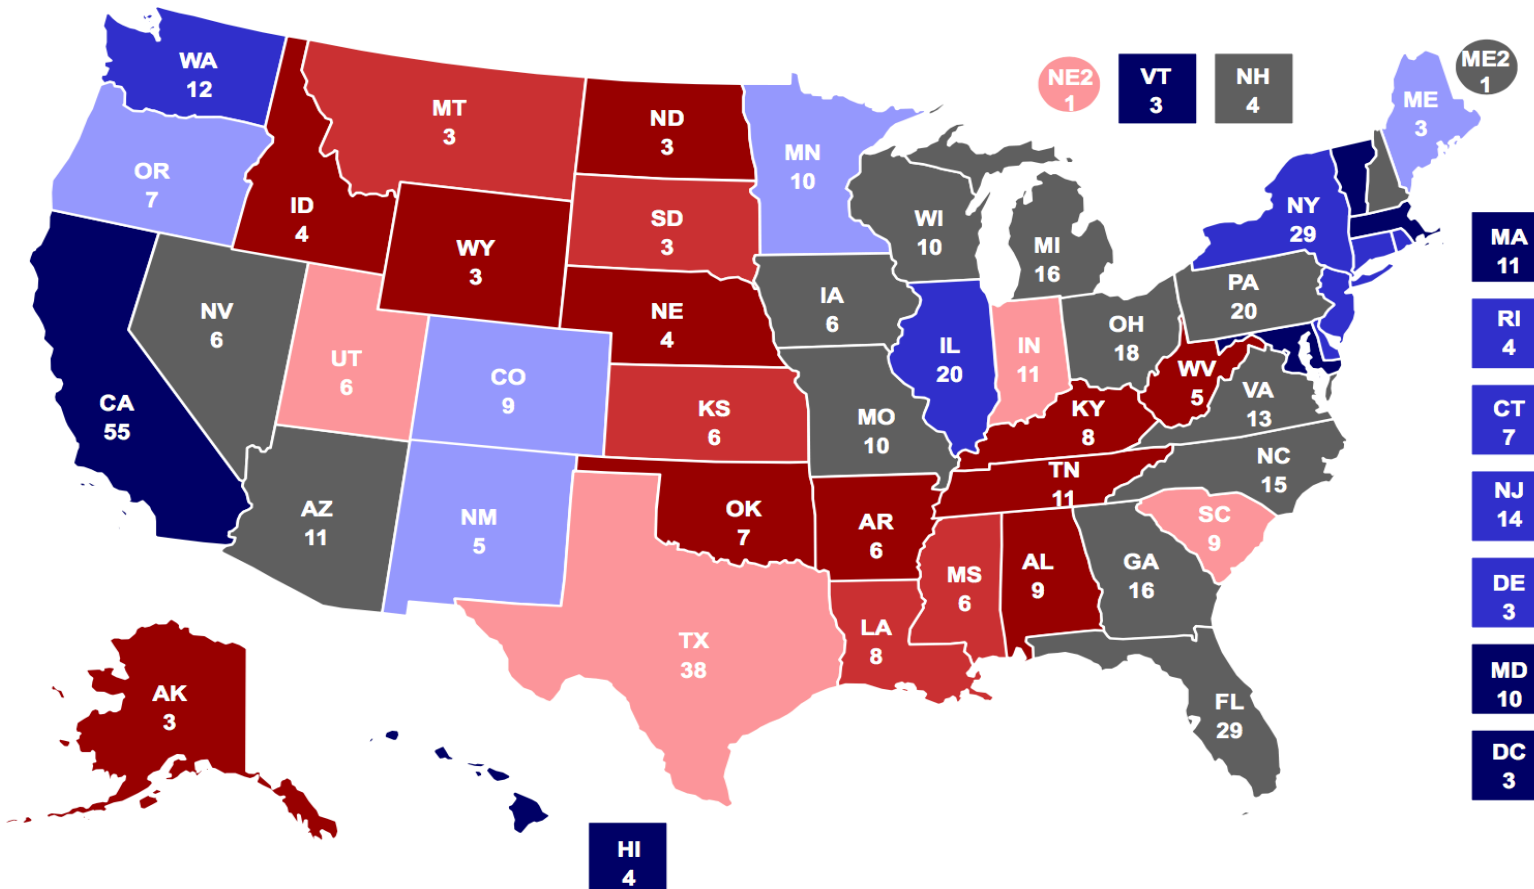 WA
12
OR
7
CA
55
NV
6
ID
4
MT
3
WY
3
UT
6
AZ
11
CO
9
NM
5
ND
3
SD
3
NE
4
KS
6
OK
7
TX
38
MN
10
IA
6
MO
10
AR
6
LA
8
WI
10
IL
20
MS
6
MI
16
IN
11
OH
18
KY
8
TN
11
AL
9
GA
16
FL
29
SC
9
NC
15
VA
13
WV
5
PA
20
NY
29
ME
3
NE2
1
VT
3
NH
4
ME2
1
MA
11
RI
4
CT
7
NJ
14
DE
3
MD
10
DC
3
AK
3
HI
4